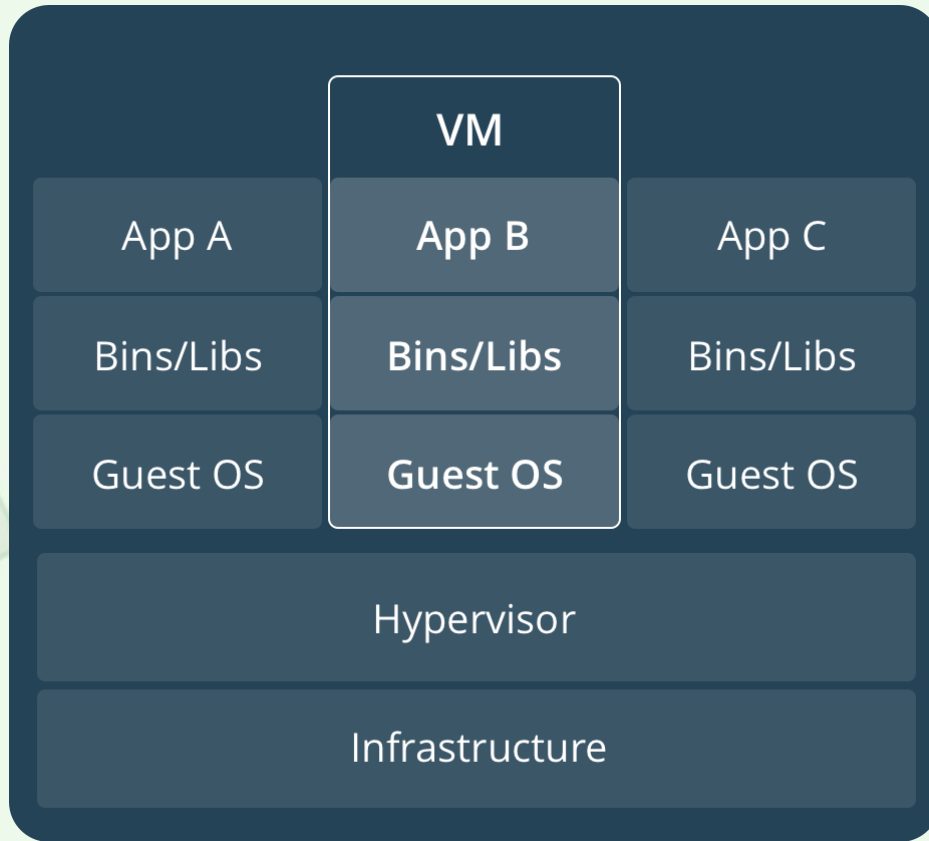 VM
App A
App B
App C
Bins/Libs
Bins/Libs
Bins/Libs
Guest OS
Guest OS
Guest OS
Hypervisor
Infrastructure